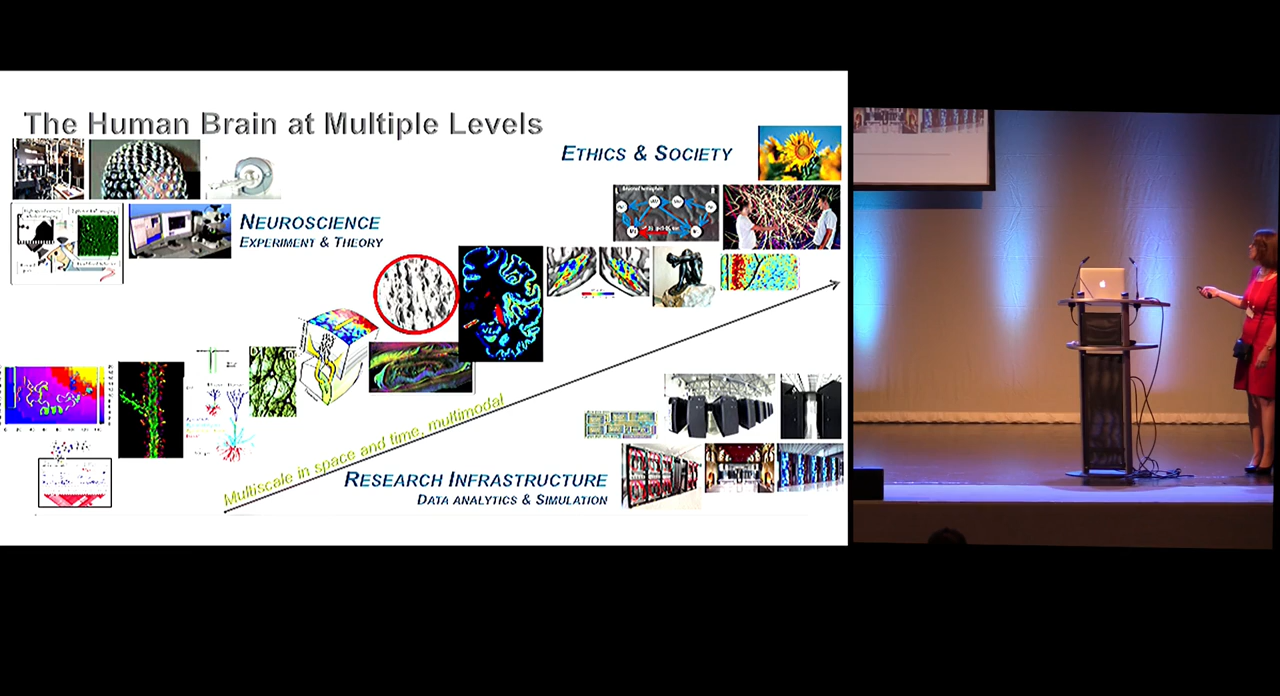 The Human Brain at Multiple Levels
ETHICS & SOCIETY
NEUROSCIENCE
EXPERIMENT & THEORY
Multiscale in space and time, multimodal
RESEARCH INFRASTRUCTURE
DATA ANALYTICS & SIMULATION